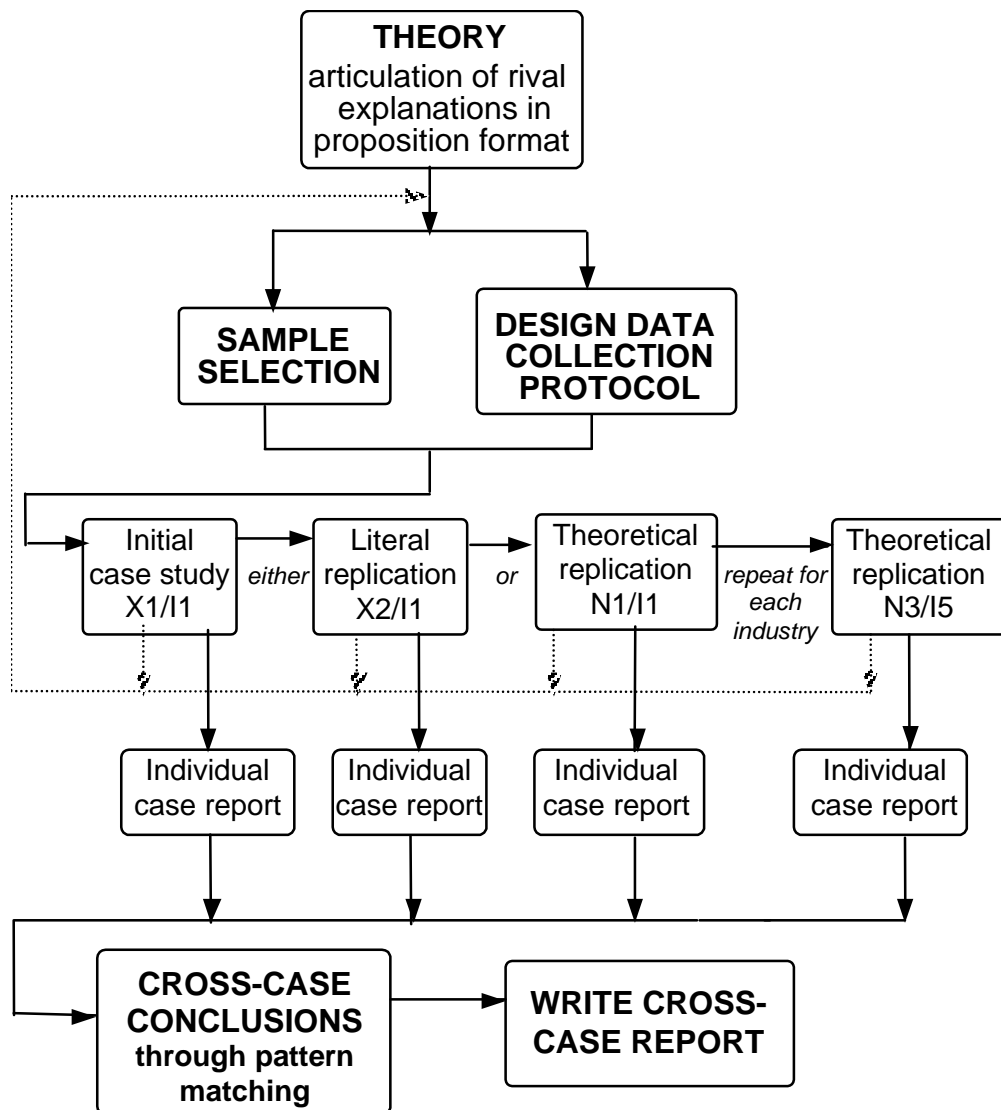 THEORY
articulation of rival
explanations in
proposition format
SAMPLE
SELECTION
DESIGN DATA
COLLECTION
PROTOCOL
Initial
case study
X1/I1
either
Literal
replication
X2/I1
or
Theoretical
replication
N1/I1
repeat for
each
industry
Theoretical
replication
N3/I5
Individual
case report
Individual
case report
Individual
case report
Individual
case report
CROSS-CASE
CONCLUSIONS
through pattern
matching
WRITE CROSS-
CASE REPORT